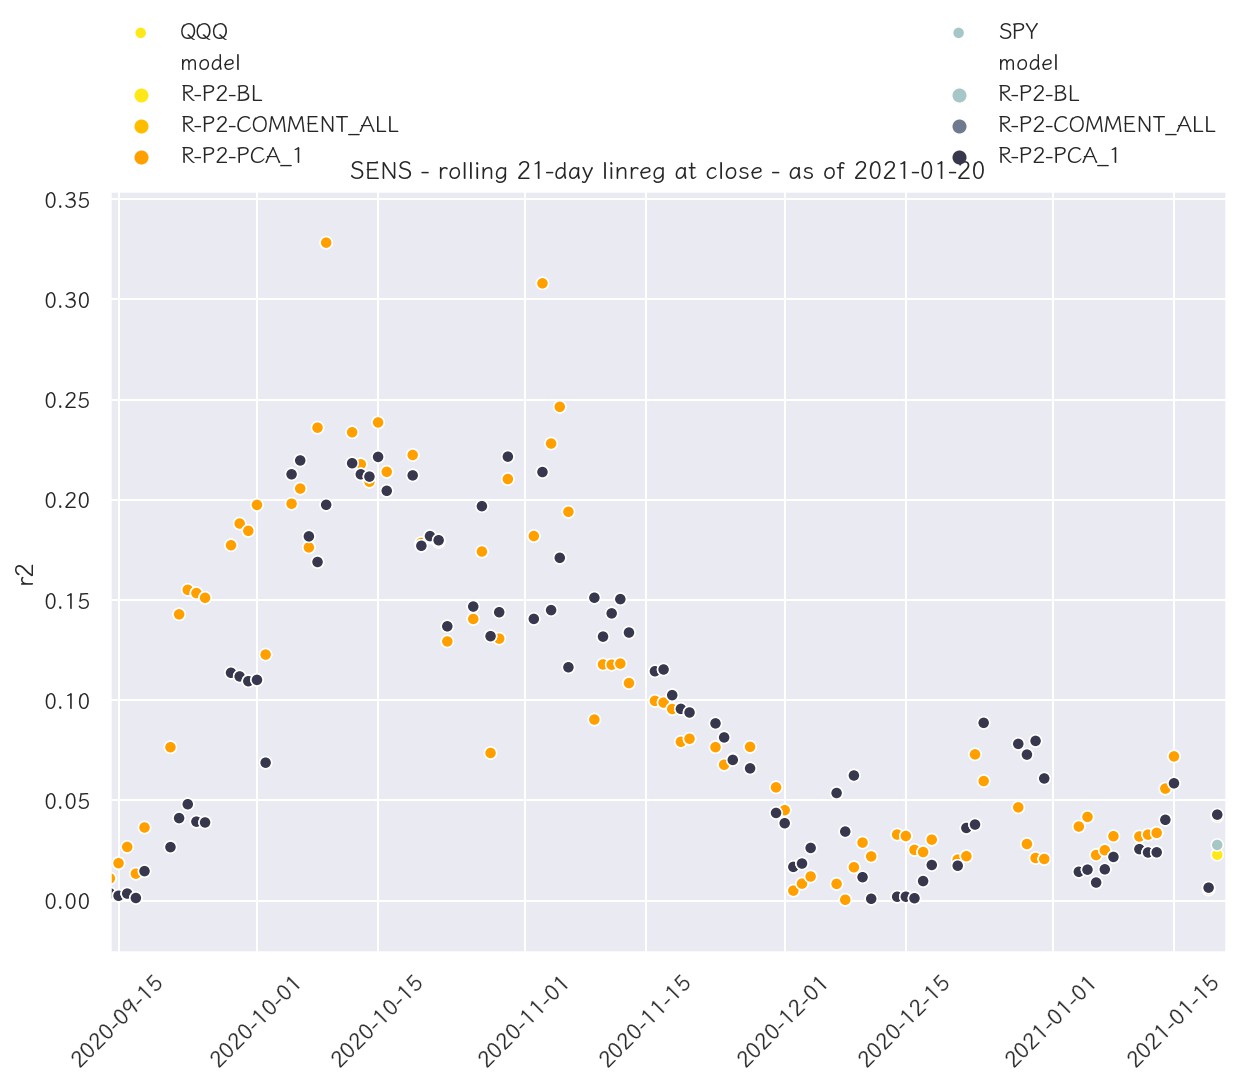 QQQ
model
R-P2-BL
R-P2-COMMENT_ALL
R-P2-PCA_1
SPY
model
R-P2-BL
R-P2-COMMENT_ALL
R-P2-PCA_1
SENS - rolling 21-day linreg at close - as of 2021-01-20
0.35
0.30
0.25
0.20
0.15
0.10
0.05
0.00
r2
2020-09-15
2020-10-01
2020-10-15
2020-11-01
2020-11-15
2020-12-01
2020-12-15
2021-01-01
2021-01-15